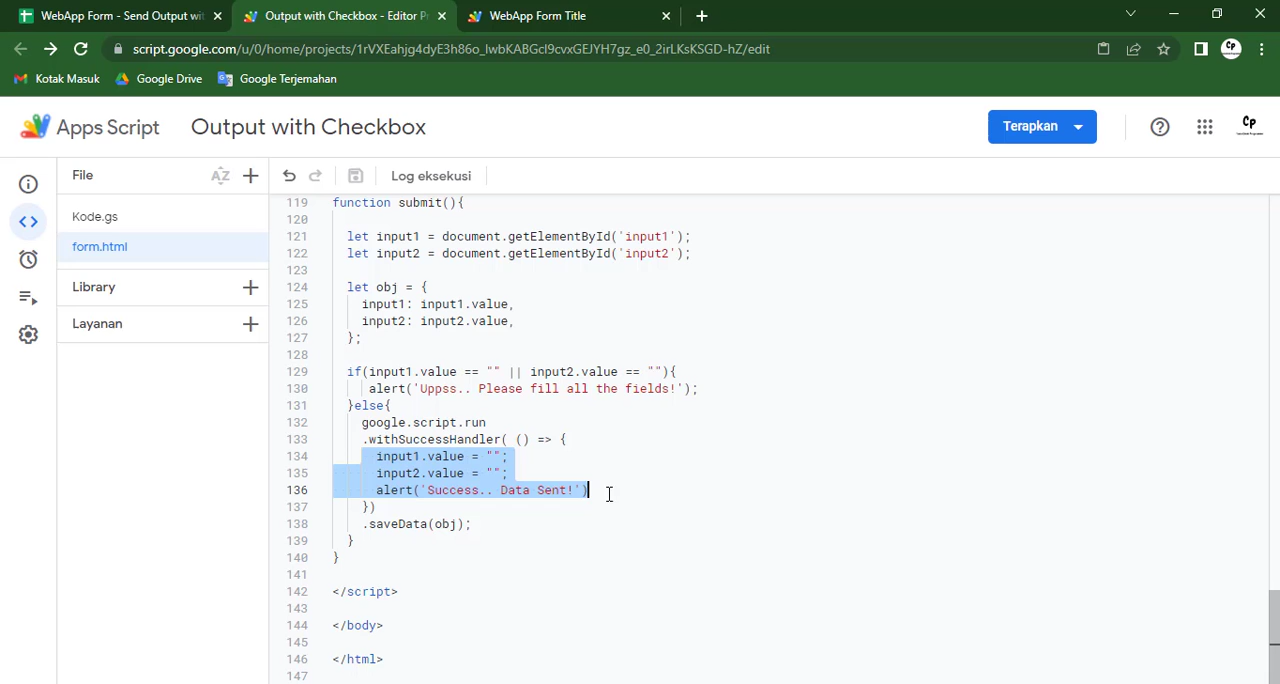 WebApp Form - Send Output wit
Output with Checkbox - Editor P
WebApp Form Title
script.google.com/u/0/home/projects/1rVXEahjg4dyE3h86o_lwbKABGcl9cvxGEJYH7gz_e0_2irLKsKSGD-hZ/edit
Kotak Masuk
Google Drive
Google Terjemahan
Apps Script
Output with Checkbox
Terapkan
Cp
File
AZ
Log eksekusi
Kode.gs
form.html
Library
Layanan
119 function submit(){
120
121 let input1 = document.getElementById('input1');
122 let input2 = document.getElementById('input2');
123
124 let obj = {
125 input1: input1.value,
126 input2: input2.value,
127 };
128
129 if(input1.value == "" || input2.value == ""){
130 alert('Uppss.. Please fill all the fields!');
131 }else{
132 google.script.run
133 .withSuccessHandler( () => {
134 input1.value = "";
135 input2.value = "";
136 alert('Success.. Data Sent!')
137 })
138 .saveData(obj);
139 }
140 }
141
142 </script>
143
144 </body>
145
146 </html>
147